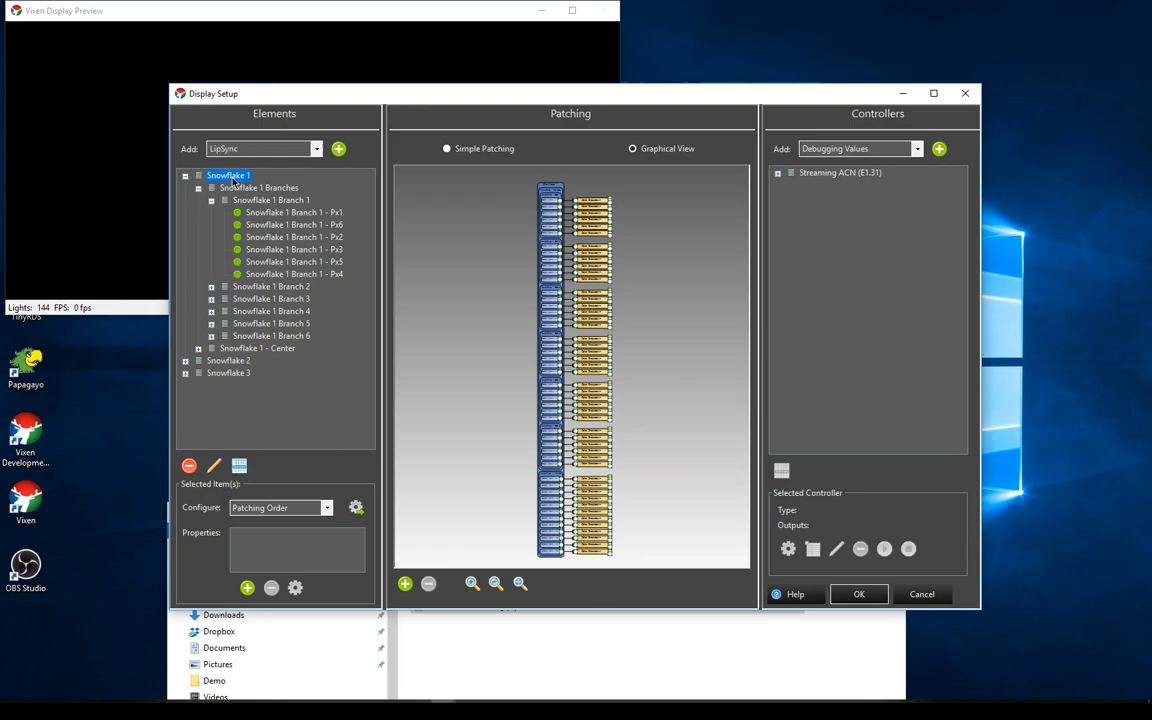 Vixen Display Preview
Display Setup
Elements
Patching
Controllers
Add:
LipSync
Simple Patching
Graphical View
Add:
Debugging Values
Snowflake 1
Snowflake 1 Branches
Snowflake 1 Branch 1
Snowflake 1 Branch 1 - Px1
Snowflake 1 Branch 1 - Px6
Snowflake 1 Branch 1 - Px2
Snowflake 1 Branch 1 - Px3
Snowflake 1 Branch 1 - Px5
Snowflake 1 Branch 1 - Px4
Snowflake 1 Branch 2
Snowflake 1 Branch 3
Snowflake 1 Branch 4
Snowflake 1 Branch 5
Snowflake 1 Branch 6
Snowflake 1 - Center
Snowflake 2
Snowflake 3
Streaming ACN (E1.31)
Lights: 144 FPS: 0 fps
TinyRDS
Papagayo
Vixen
Developme...
Vixen
OBS Studio
Selected Item(s):
Configure:
Patching Order
Properties:
Selected Controller
Type:
Outputs:
Help
OK
Cancel
Downloads
Dropbox
Documents
Pictures
Demo
Videos